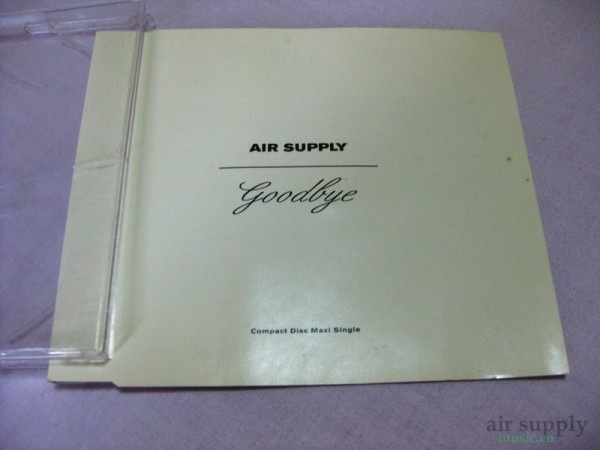 AIR SUPPLY
Goodbye
Compact Disc Maxi Single
air supply
music.cn